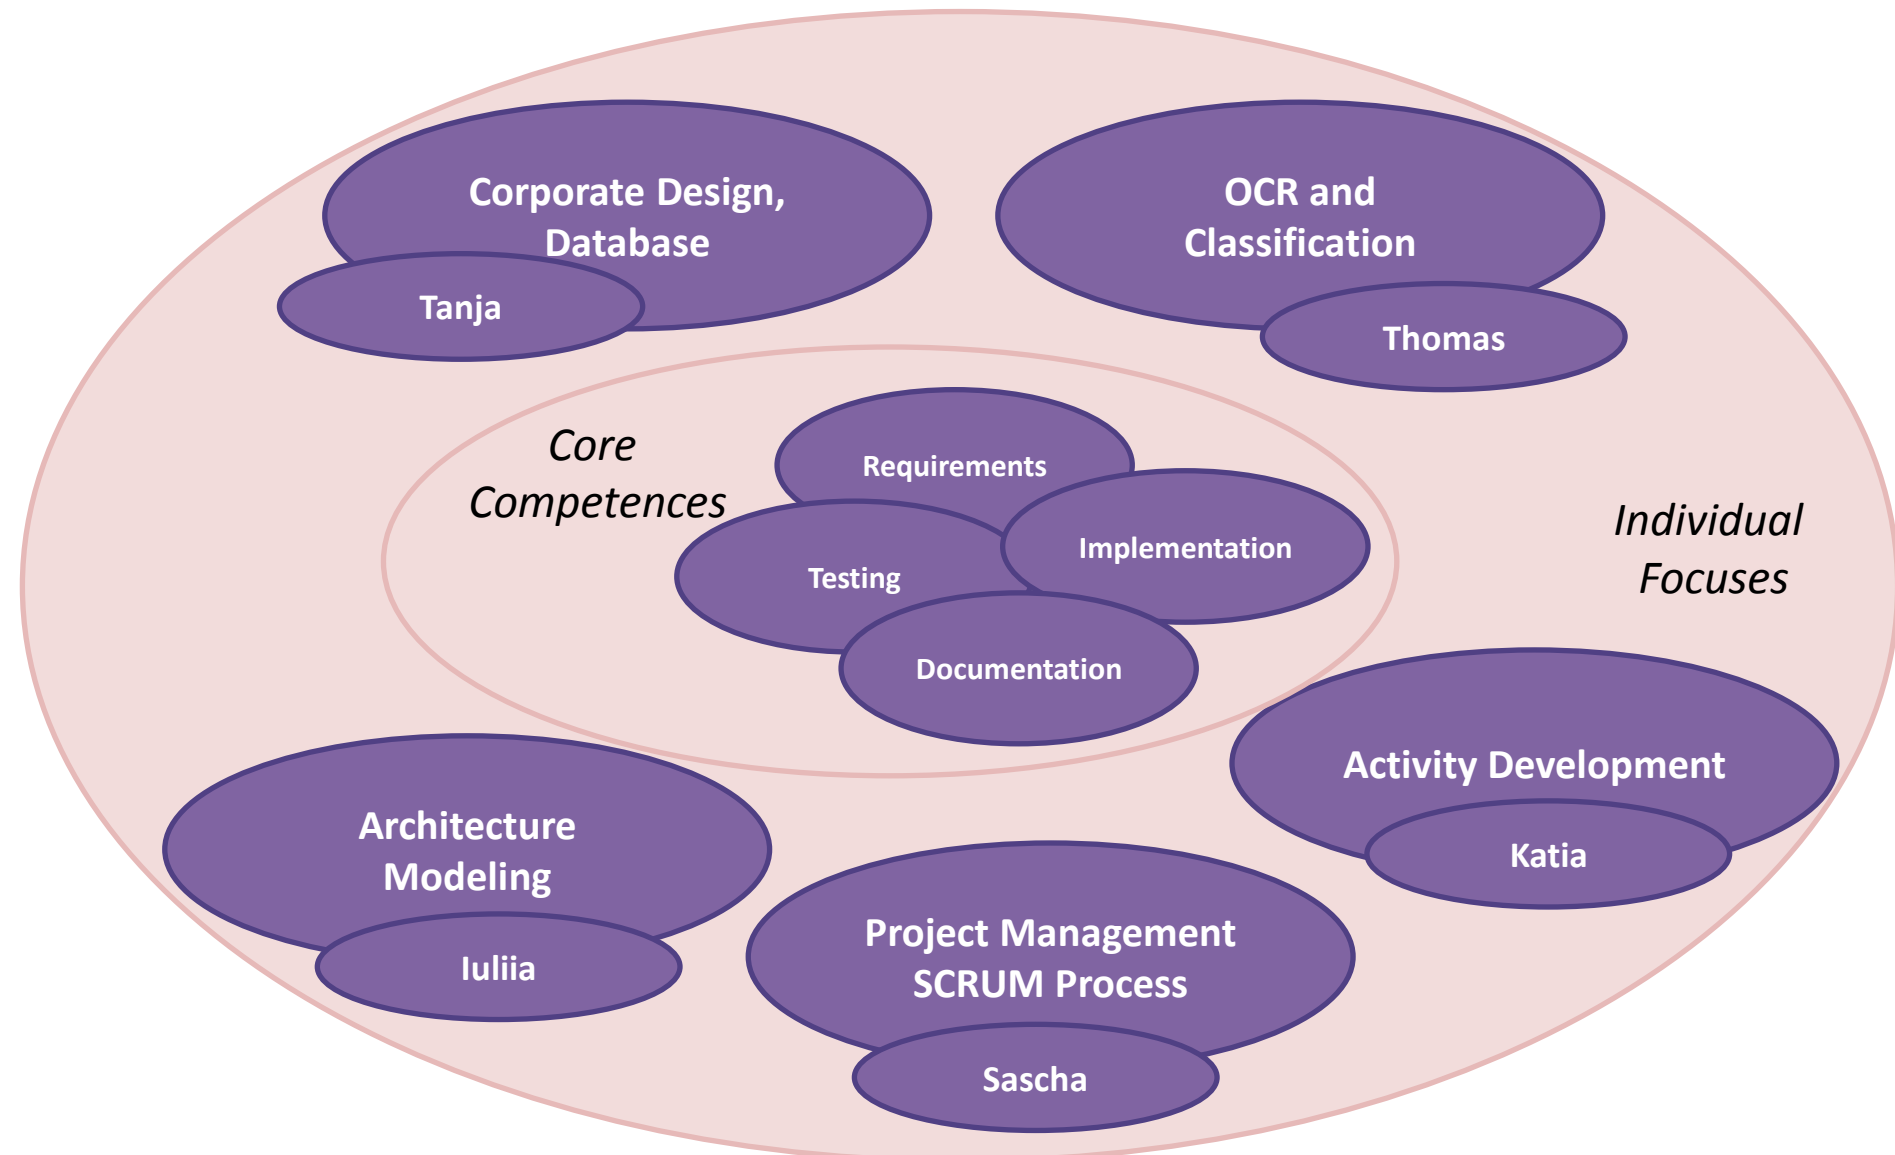 Corporate Design,
Database
Tanja
OCR and
Classification
Thomas
Core
Competences
Requirements
Implementation
Testing
Documentation
Individual
Focuses
Activity Development
Katia
Architecture
Modeling
Iuliia
Project Management
SCRUM Process
Sascha